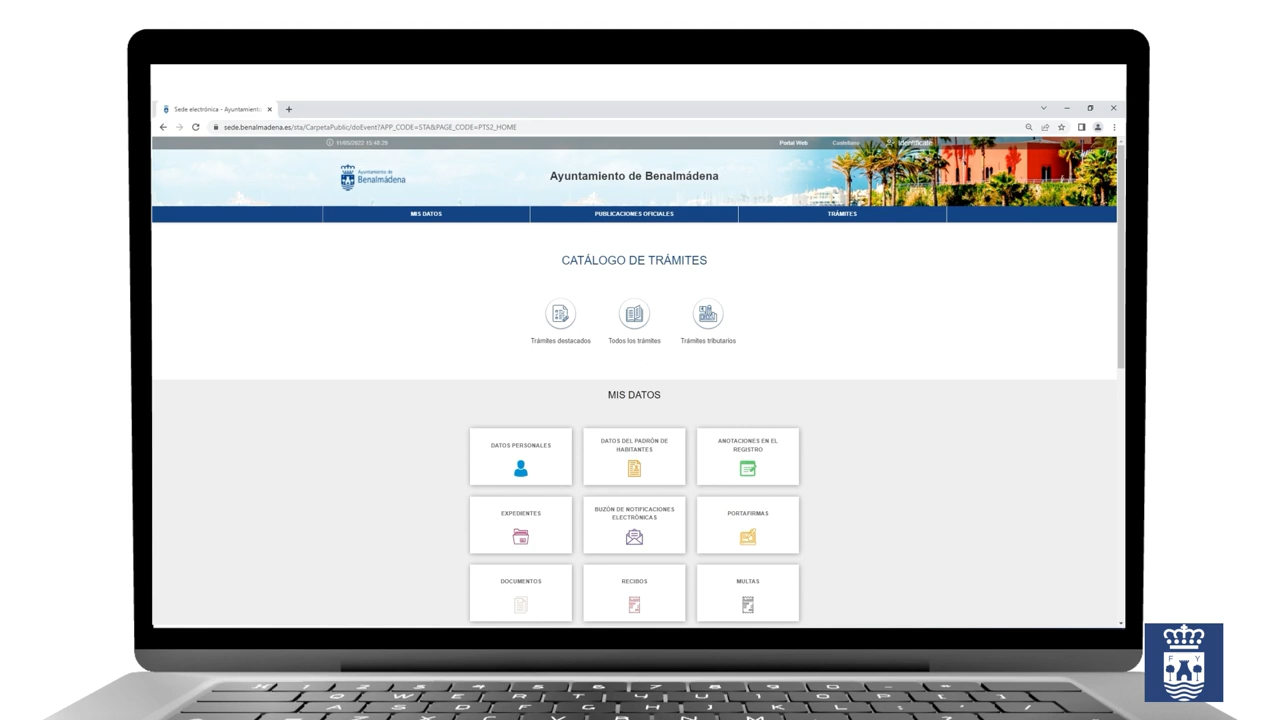 Sede electrónica - Ayuntamient
sede.benalmadena.es/sta/CarpetaPublic/doEvent?APP_CODE=STA&PAGE_CODE=PTS2_HOME
11/05/2022 15:40:29
Portal Web
Castellano
Identifícate
Ayuntamiento de
Benalmádena
Ayuntamiento de Benalmádena
MIS DATOS
PUBLICACIONES OFICIALES
TRÁMITES
CATÁLOGO DE TRÁMITES
Trámites destacados
Todos los trámites
Trámites tributarios
MIS DATOS
DATOS PERSONALES
DATOS DEL PADRÓN DE
HABITANTES
ANOTACIONES EN EL
REGISTRO
EXPEDIENTES
BUZÓN DE NOTIFICACIONES
ELECTRÓNICAS
PORTAFIRMAS
DOCUMENTOS
RECIBOS
MULTAS
F Y